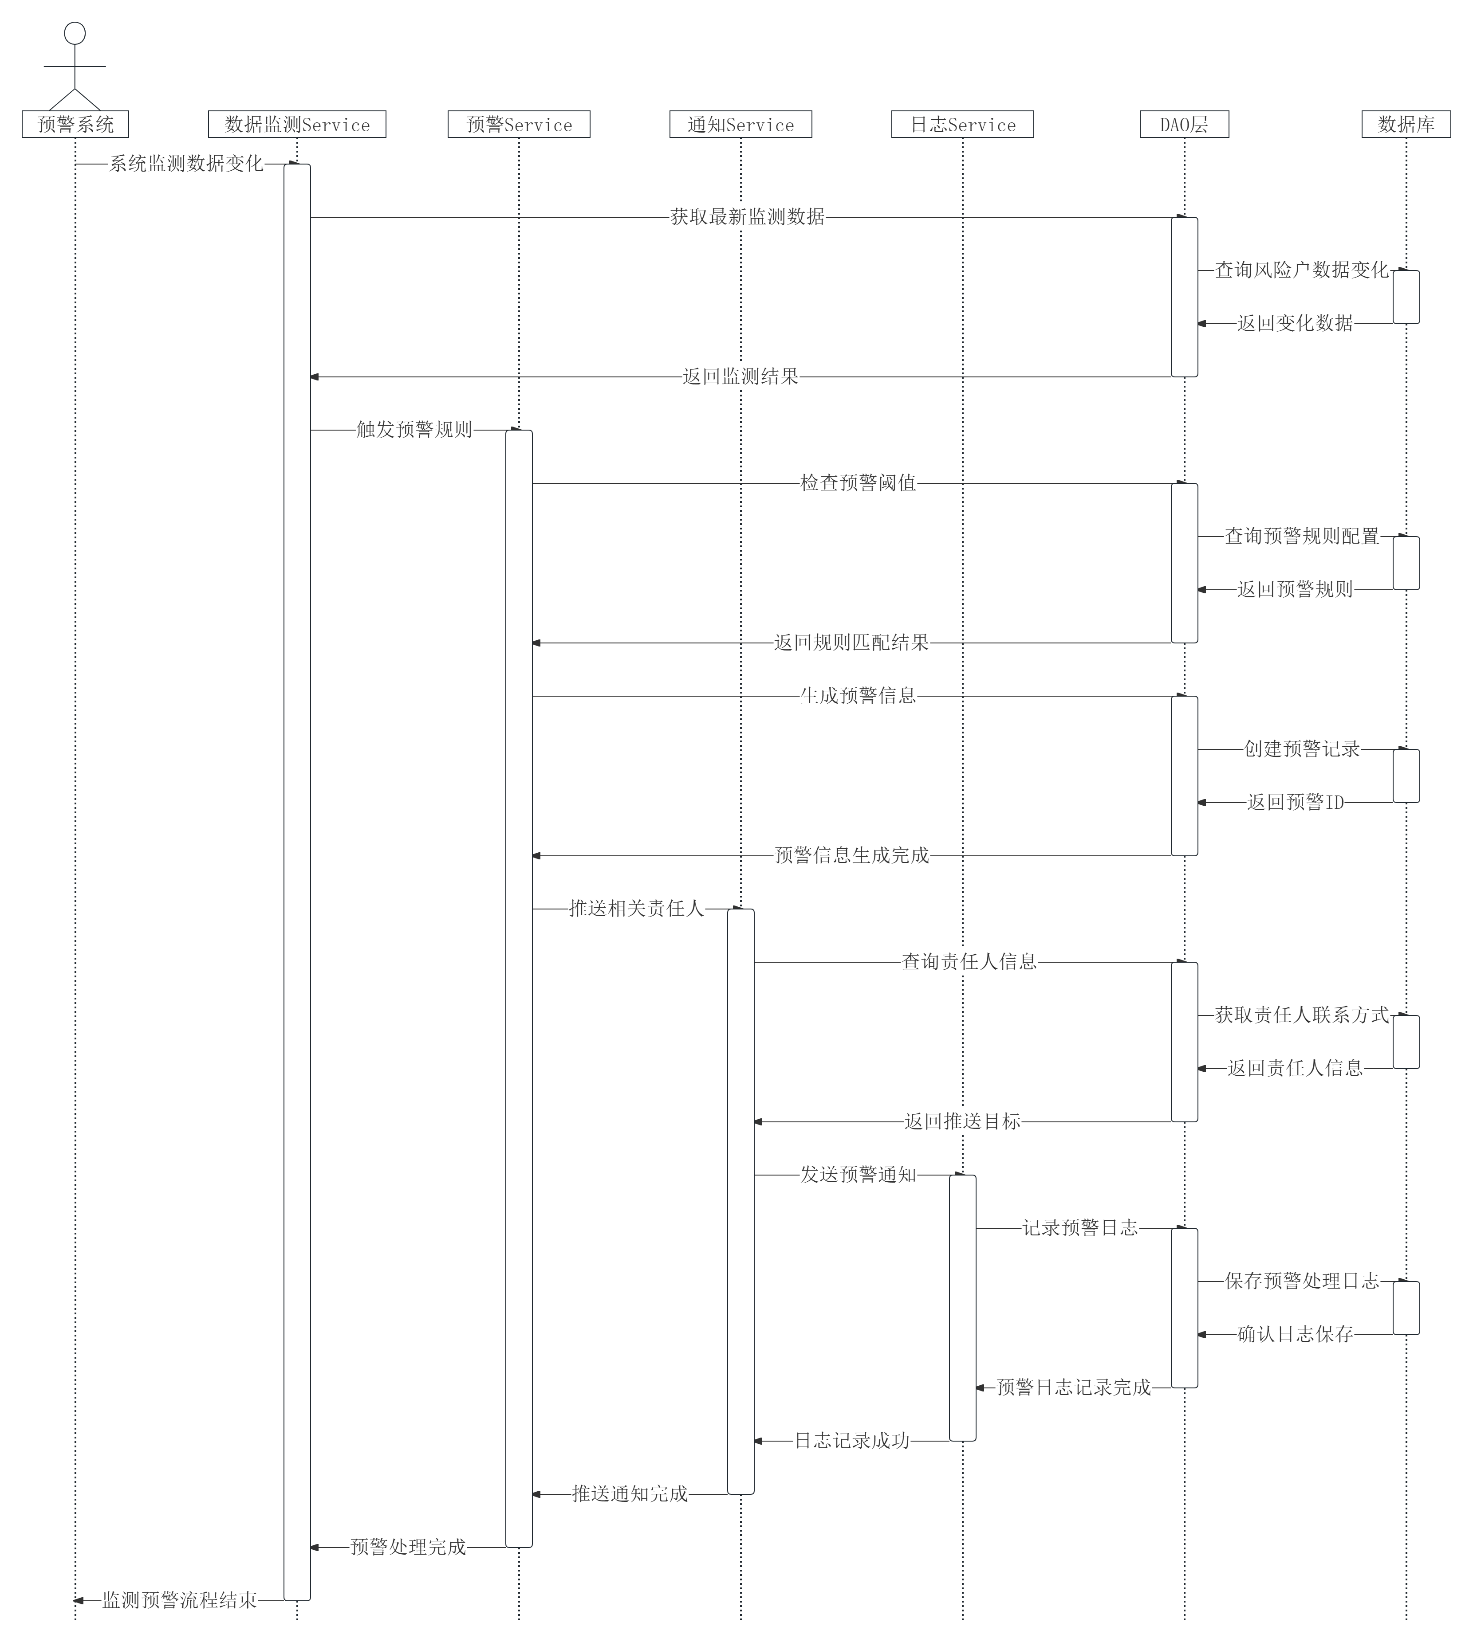 预警系统
数据监测Service
预警Service
通知Service
日志Service
DAO层
数据库
系统监测数据变化
获取最新监测数据
查询风险户数据变化
返回变化数据
返回监测结果
触发预警规则
检查预警阈值
查询预警规则配置
返回预警规则
返回规则匹配结果
生成预警信息
创建预警记录
返回预警ID
预警信息生成完成
推送相关责任人
查询责任人信息
获取责任人联系方式
返回责任人信息
返回推送目标
发送预警通知
记录预警日志
保存预警处理日志
确认日志保存
预警日志记录完成
日志记录成功
推送通知完成
预警处理完成
监测预警流程结束